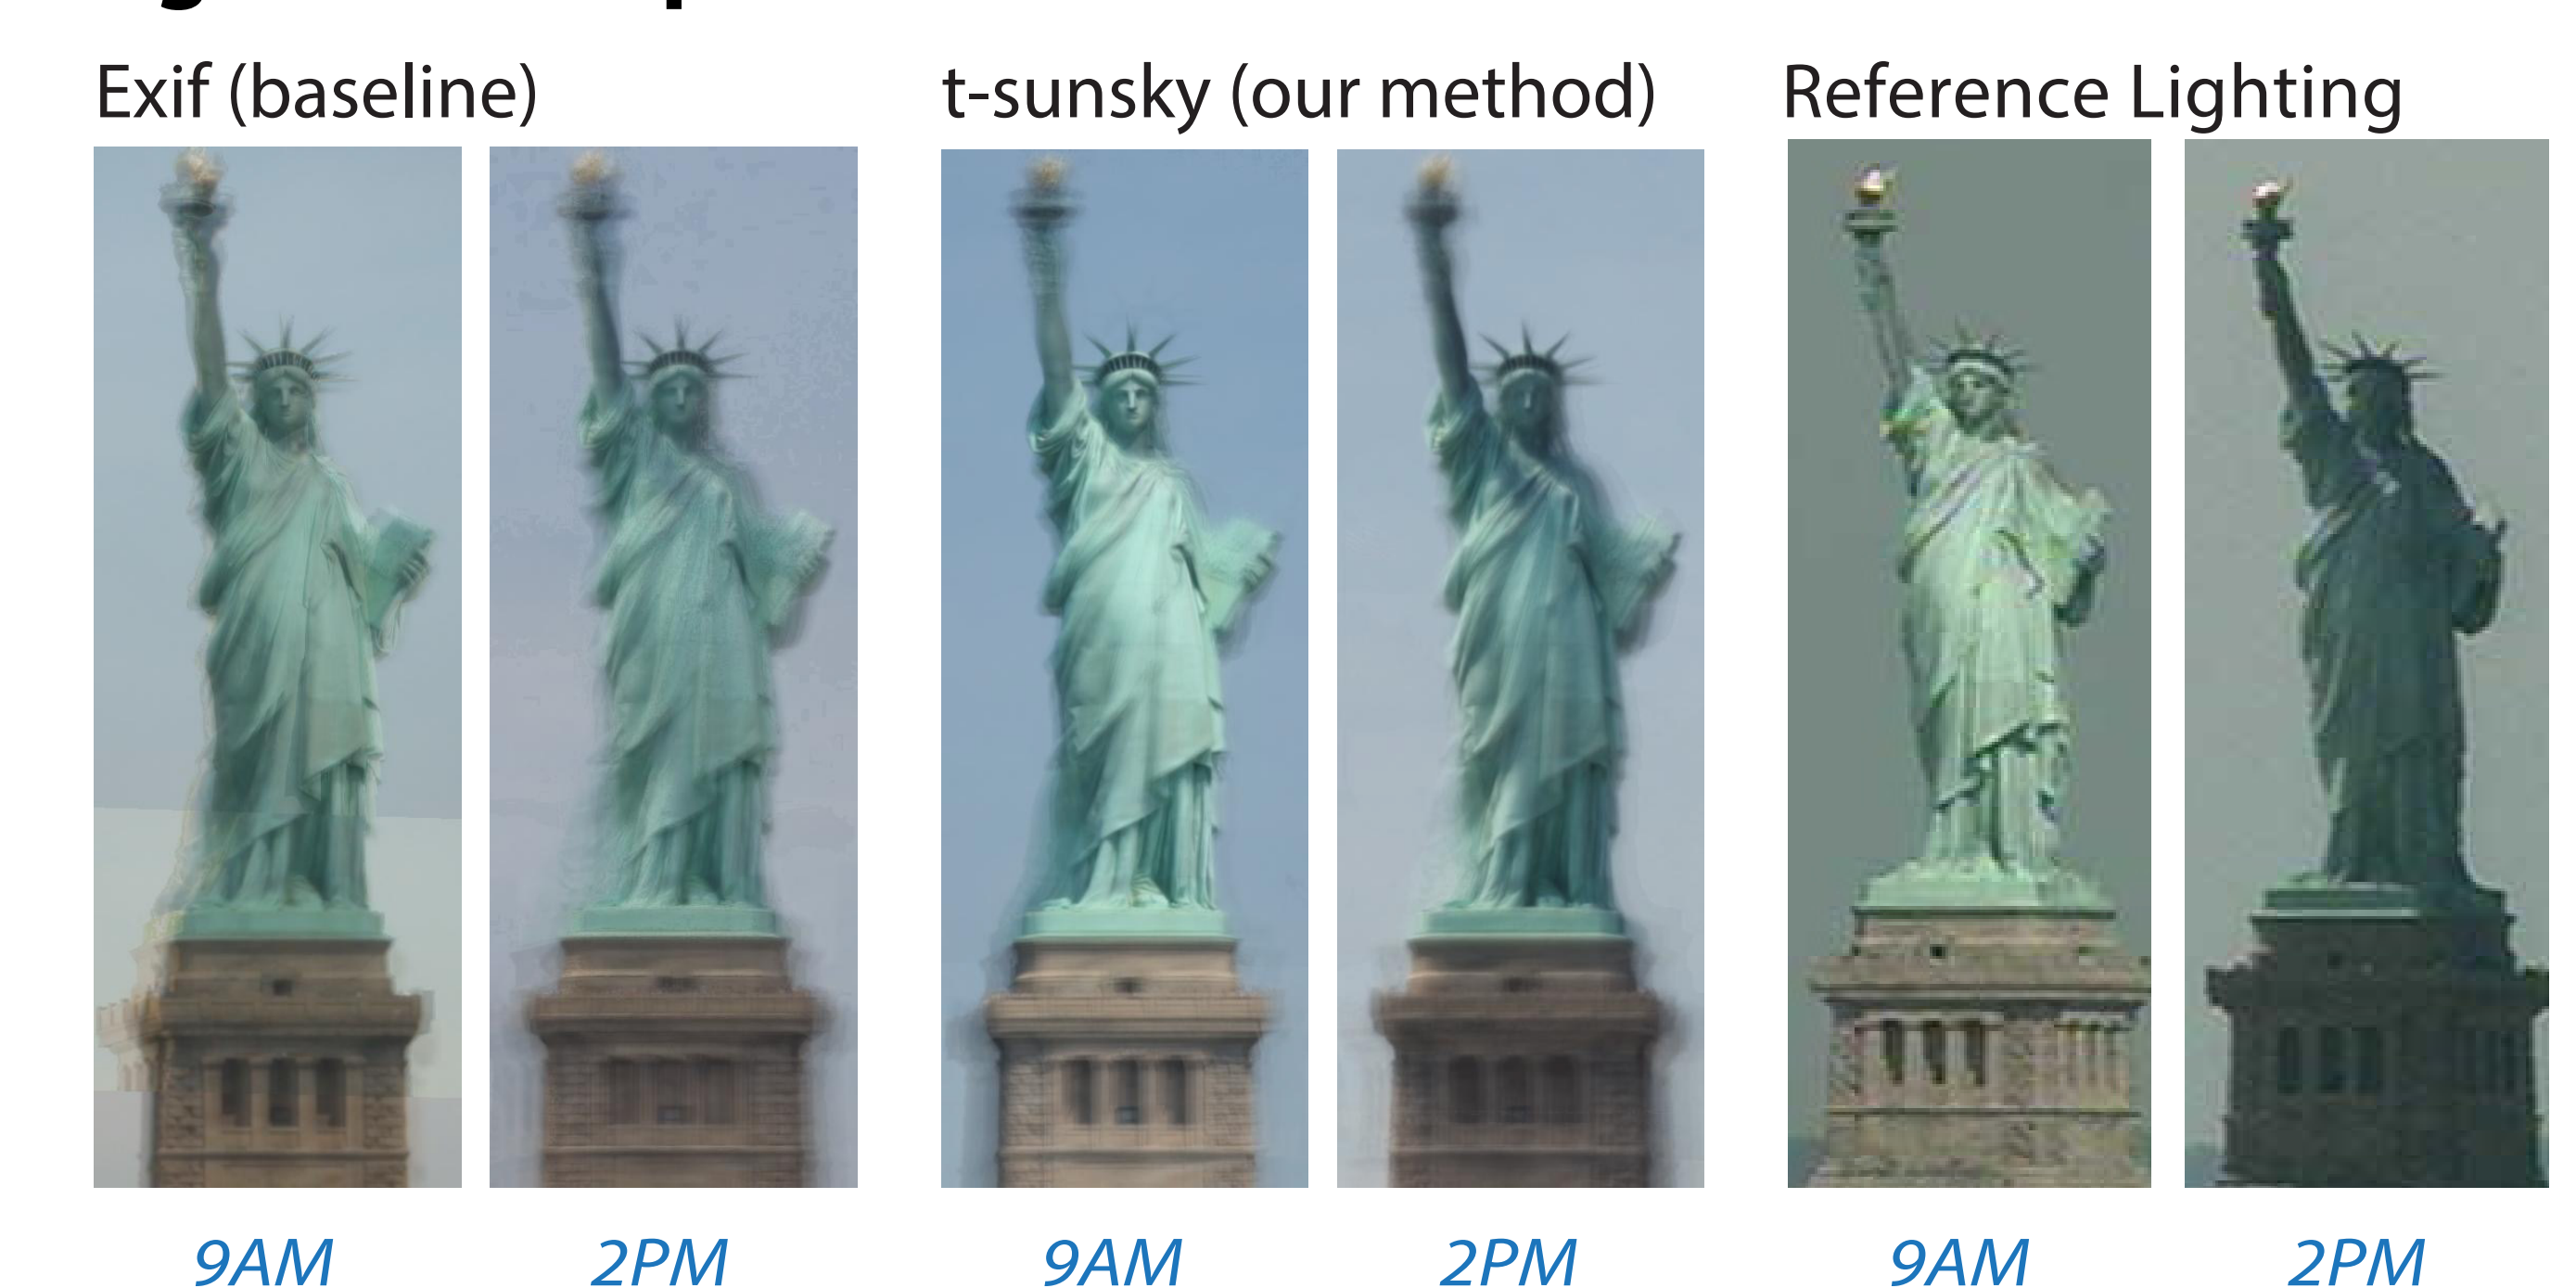 Exif (baseline)
t-sunsky (our method)
Reference Lighting
9AM
2PM
9AM
2PM
9AM
2PM